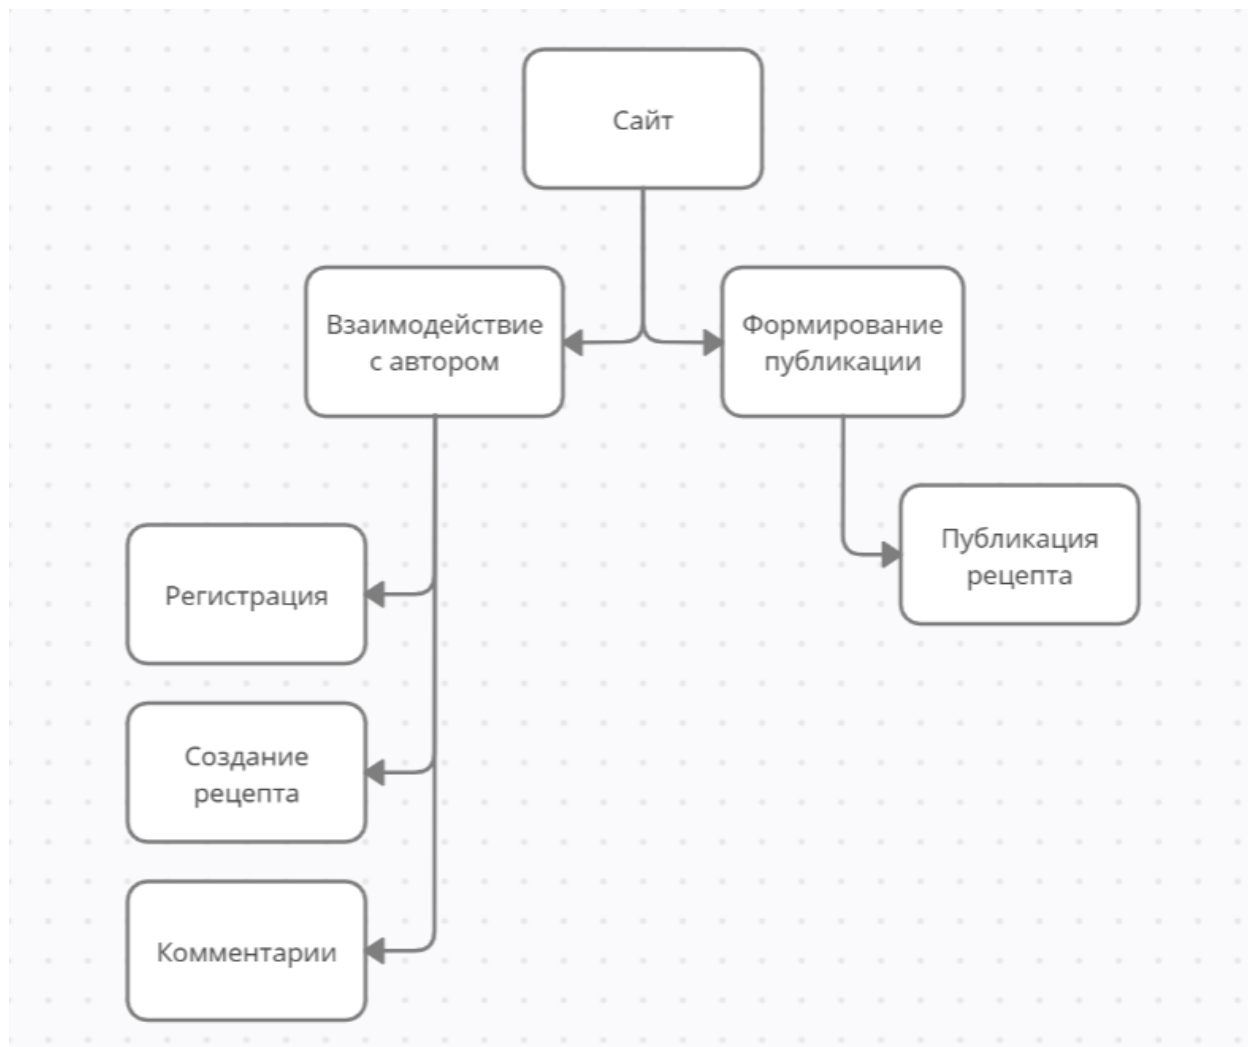 Сайт
Взаимодействие
с автором
Формирование
публикации
Публикация
рецепта
Регистрация
Создание
рецепта
Комментарии